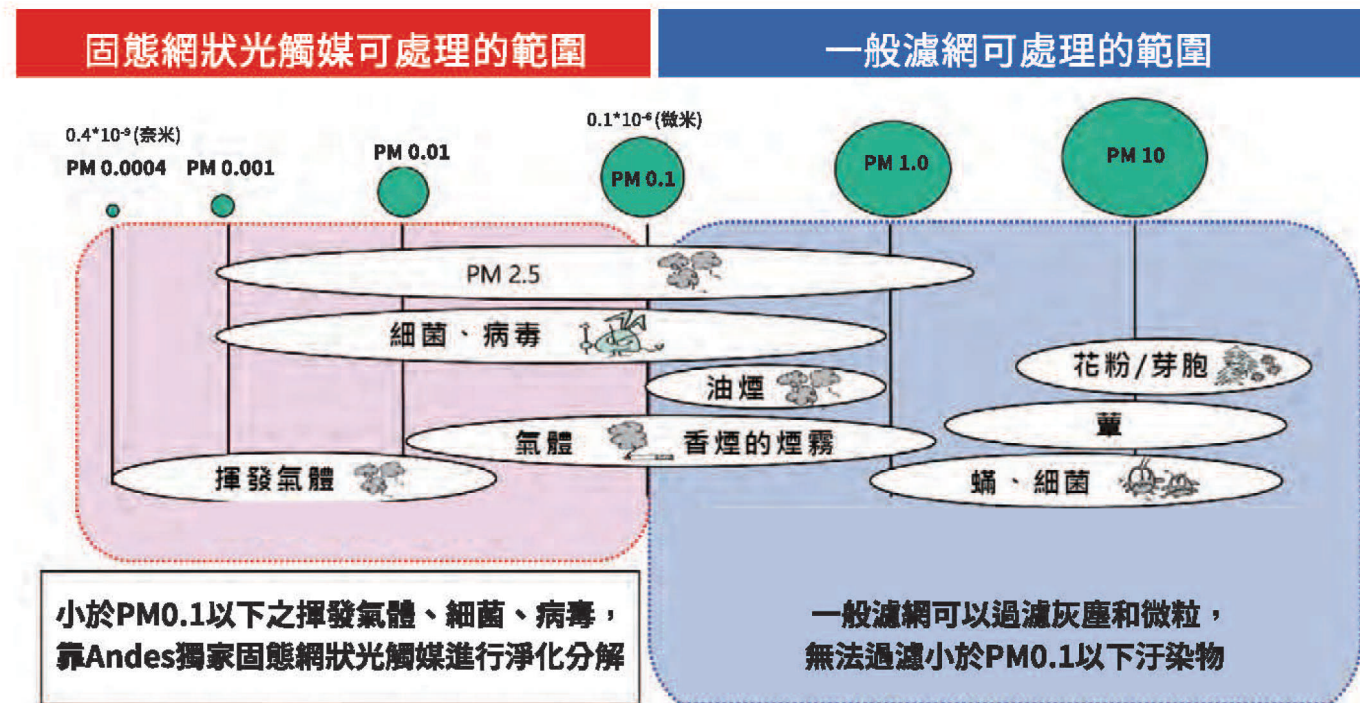 固態網狀光觸媒可處理的範圍
一般濾網可處理的範圍
0.4*10⁻⁹ (奈米)
PM 0.0004
PM 0.001
PM 0.01
0.1*10⁻⁶ (微米)
PM 0.1
PM 1.0
PM 10
PM 2.5
細菌、病毒
花粉/芽胞
油煙
蕈
氣體 香煙的煙霧
揮發氣體
蟎、細菌
小於PM0.1以下之揮發氣體、細菌、病毒，
靠Andes獨家固態網狀光觸媒進行淨化分解
一般濾網可以過濾灰塵和微粒，
無法過濾小於PM0.1以下汙染物